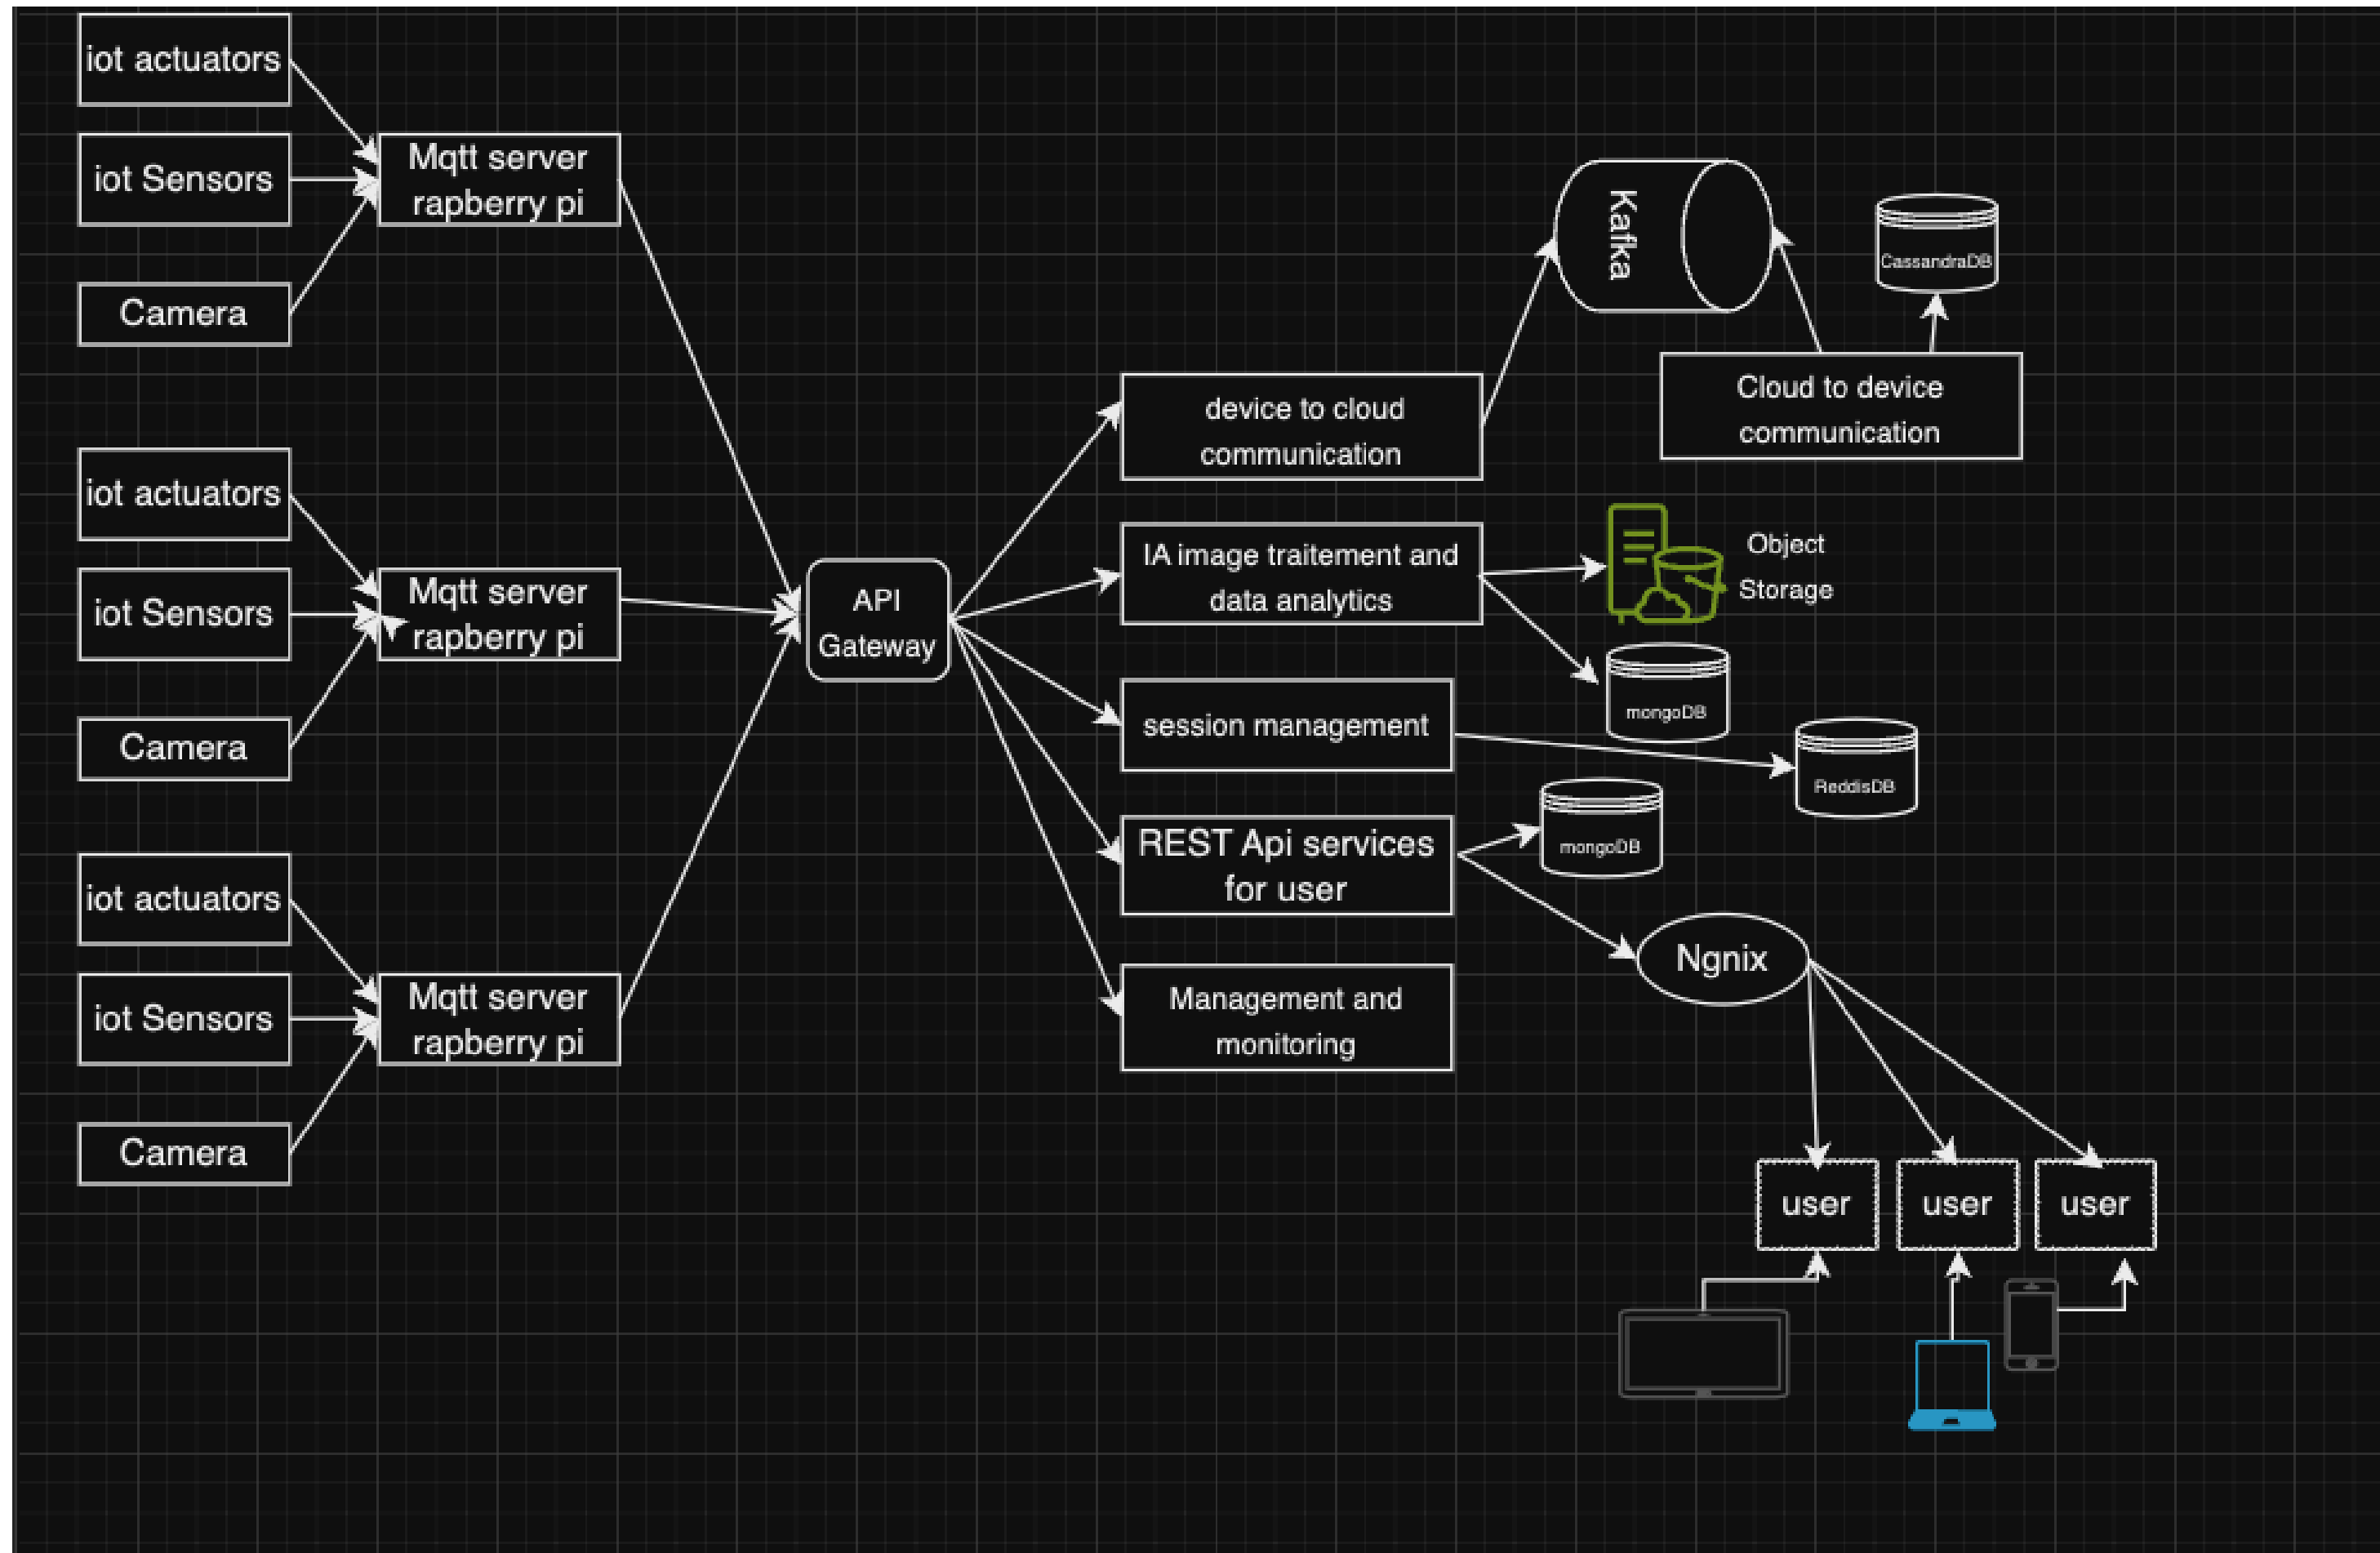 iot actuators
iot Sensors
Camera
Mqtt server
rapberry pi
iot actuators
iot Sensors
Camera
Mqtt server
rapberry pi
iot actuators
iot Sensors
Camera
Mqtt server
rapberry pi
API
Gateway
device to cloud
communication
IA image traitement and
data analytics
session management
REST Api services
for user
Management and
monitoring
Kafka
CassandraDB
Cloud to device
communication
Object
Storage
mongoDB
ReddisDB
mongoDB
Ngnix
user
user
user